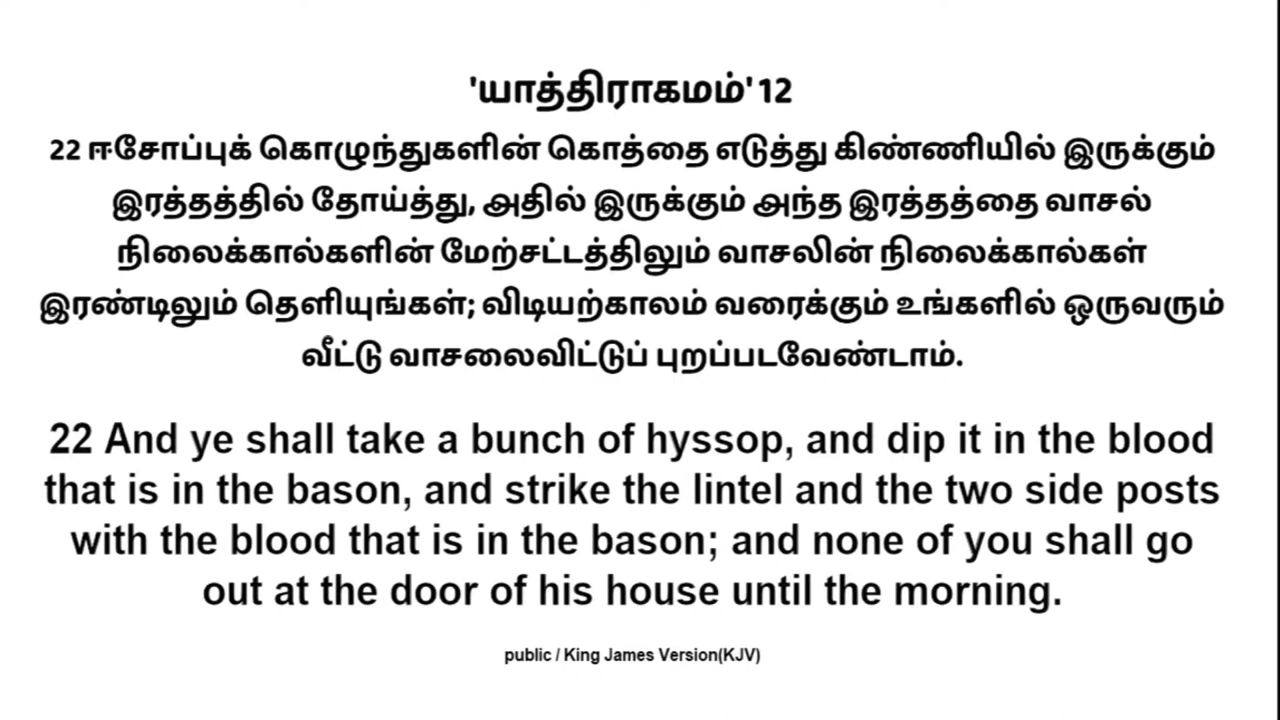 'யாத்திராகமம்' 12
22 ஈசோப்புக் கொழுந்துகளின் கொத்தை எடுத்து கிண்ணியில் இருக்கும்
இரத்தத்தில் தோய்த்து, அதில் இருக்கும் அந்த இரத்தத்தை வாசல்
நிலைக்கால்களின் மேற்சட்டத்திலும் வாசலின் நிலைக்கால்கள்
இரண்டிலும் தெளியுங்கள்; விடியற்காலம் வரைக்கும் உங்களில் ஒருவரும்
வீட்டு வாசலைவிட்டுப் புறப்படவேண்டாம்.
22 And ye shall take a bunch of hyssop, and dip it in the blood
that is in the bason, and strike the lintel and the two side posts
with the blood that is in the bason; and none of you shall go
out at the door of his house until the morning.
public / King James Version(KJV)